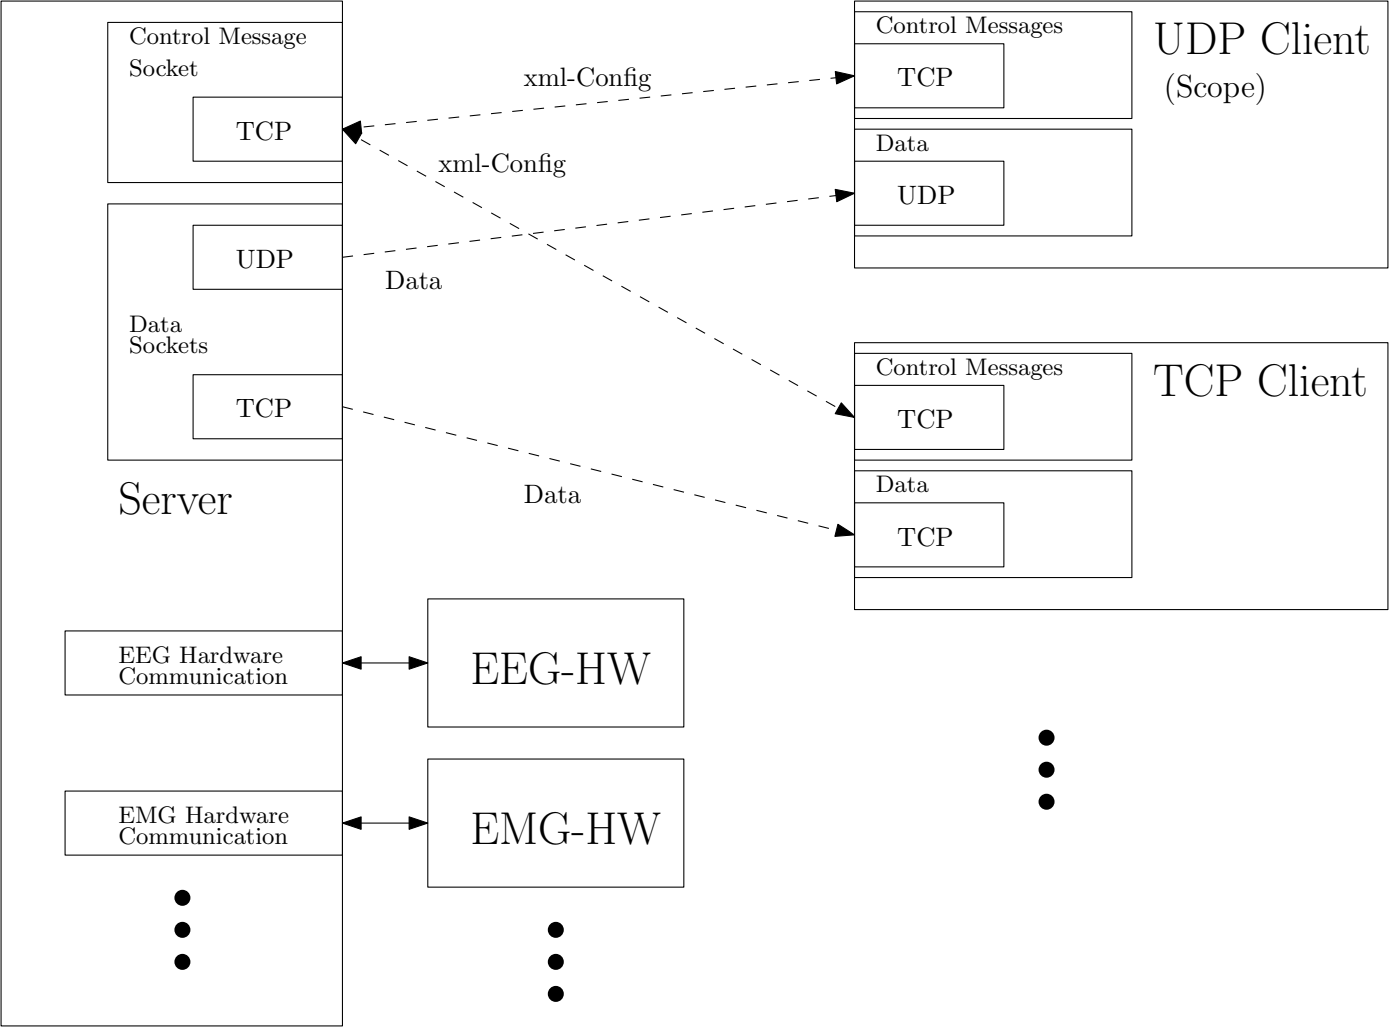 Control Message
Socket
TCP
UDP
Data
Sockets
TCP
Server
EEG Hardware
Communication
EMG Hardware
Communication
xml-Config
xml-Config
Data
Data
EEG-HW
EMG-HW
Control Messages
TCP
Data
UDP
UDP Client
(Scope)
Control Messages
TCP
Data
TCP
TCP Client